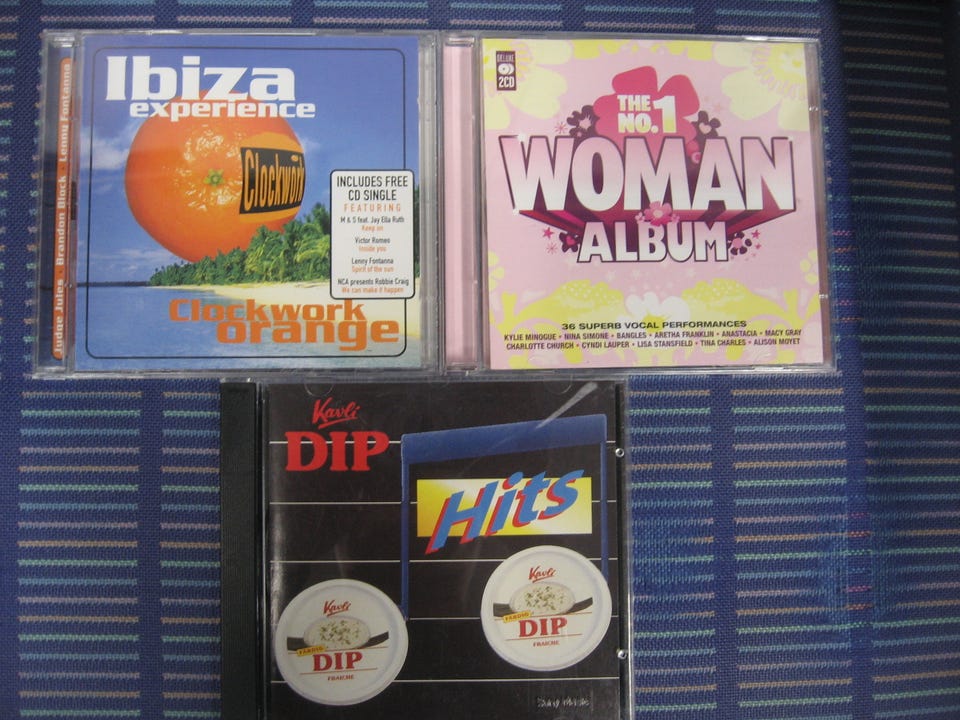 Judge Jules · Brandon Block · Lenny Fontanna
Ibiza
experience
Clockwork
INCLUDES FREE
CD SINGLE
FEATURING
M & S feat. Jay Ella Ruth
Keep on
Victor Romeo
Inside you
Lenny Fontanna
Spirit of the sun
NCA presents Robbie Craig
We can make it happen
Clockwork
orange
DELUXE
2CD
THE
NO.1
WOMAN
ALBUM
36 SUPERB VOCAL PERFORMANCES
KYLIE MINOGUE • NINA SIMONE • BANGLES • ARETHA FRANKLIN • ANASTACIA • MACY GRAY
CHARLOTTE CHURCH • CYNDI LAUPER • LISA STANSFIELD • TINA CHARLES • ALISON MOYET
Kavli
DIP
Hits
Kavli
FÄRDIG
DIP
FRAICHE
Kavli
FÄRDIG
DIP
FRAICHE
Sony Music